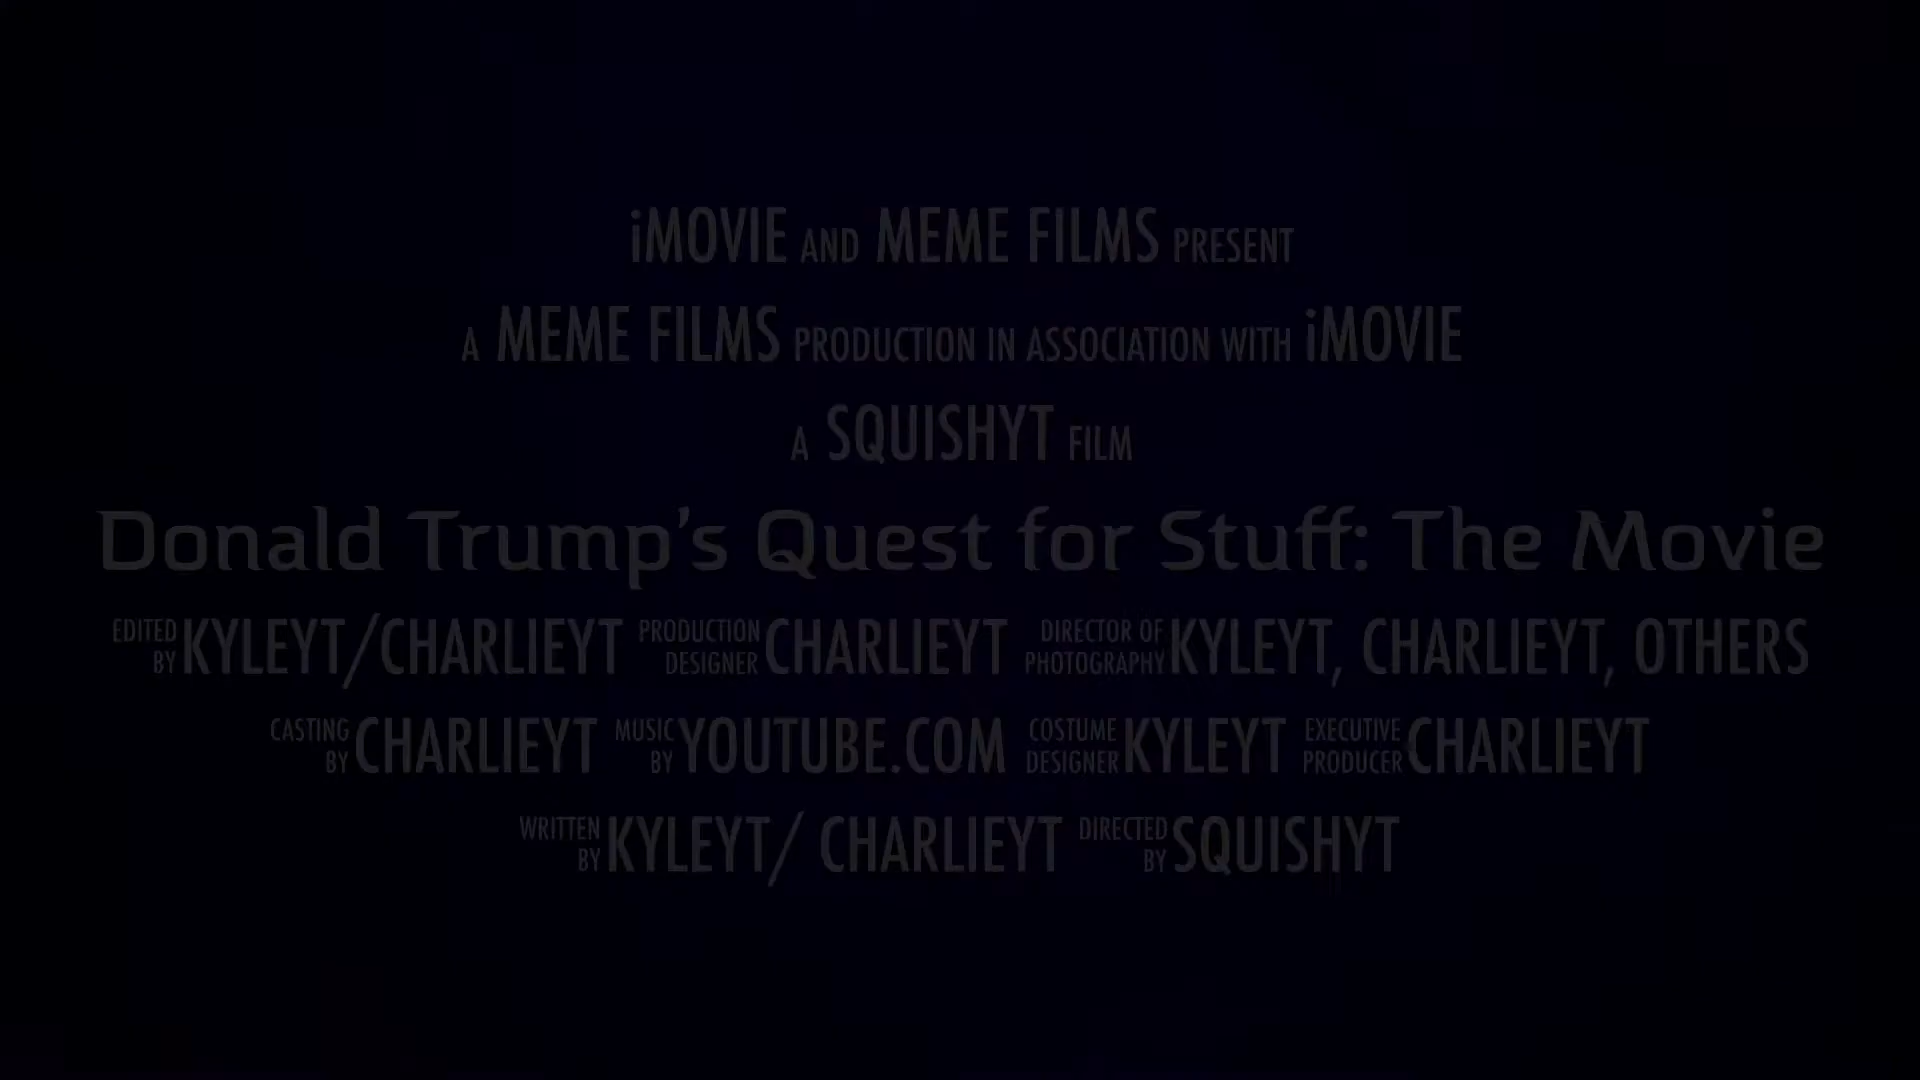 iMOVIE AND MEME FILMS PRESENT
A MEME FILMS PRODUCTION IN ASSOCIATION WITH iMOVIE
A SQUISHYT FILM
Donald Trump's Quest for Stuff: The Movie
EDITED BY KYLEYT/CHARLIEYT PRODUCTION DESIGNER CHARLIEYT DIRECTOR OF PHOTOGRAPHY KYLEYT, CHARLIEYT, OTHERS
CASTING BY CHARLIEYT MUSIC BY YOUTUBE.COM COSTUME DESIGNER KYLEYT EXECUTIVE PRODUCER CHARLIEYT
WRITTEN BY KYLEYT/ CHARLIEYT DIRECTED BY SQUISHYT